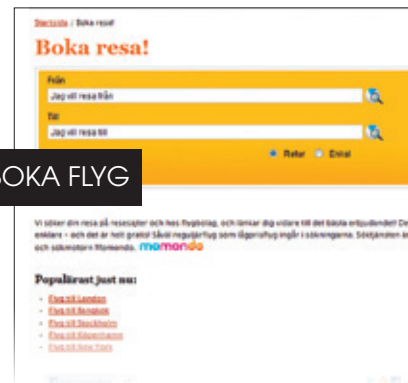 Startsida / Boka resa!
Boka resa!
Från
Jag vill resa från
Till
Jag vill resa till
Retur Enkel
BOKA FLYG
Vi söker din resa på resesajter och hos flygbolag, och länkar dig vidare till det bästa erbjudandet! De
enklare – och det är helt gratis! Såväl reguljärflyg som lågprisflyg ingår i sökningarna. Söktjänsten är
och sökmotorn Momondo. momondo
Populärast just nu:
Flyg till London
Flyg till Bangkok
Flyg till Stockholm
Flyg till Köpenhamn
Flyg till New York